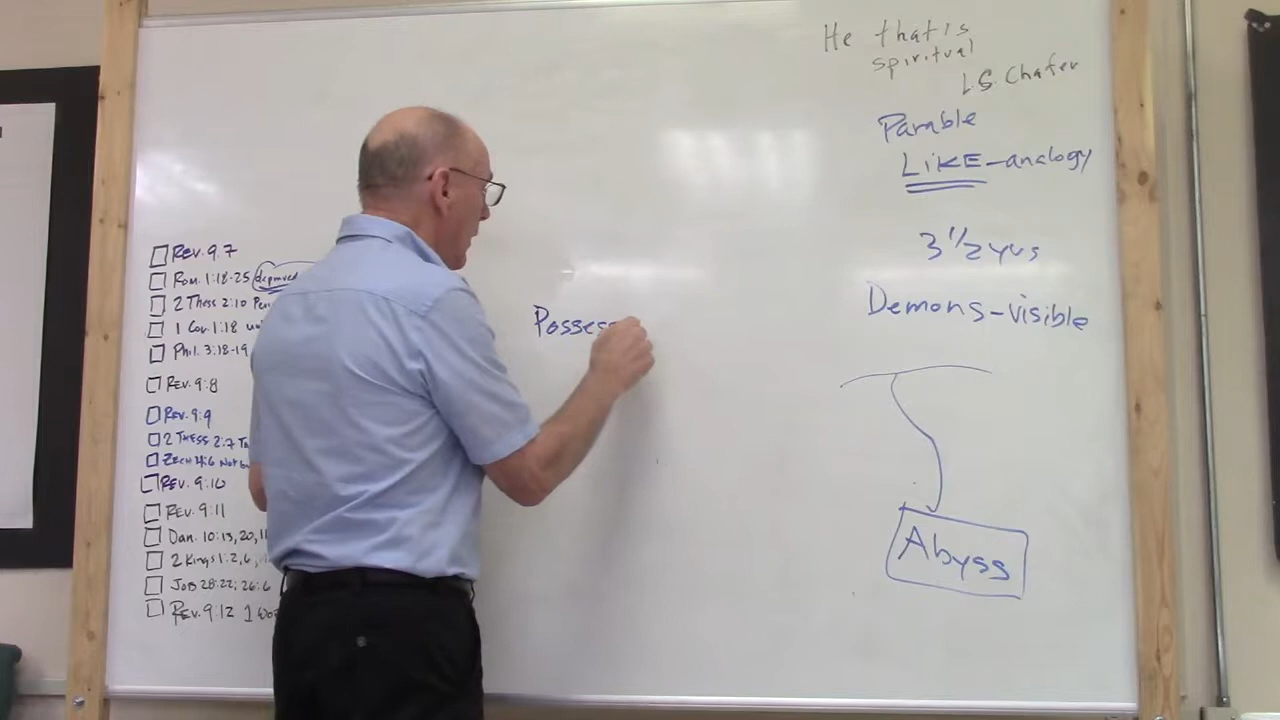 He that is
spiritual
L.S. Chafer
Parable
LIKE-analogy
3 1/2 yrs
Demons-visible
Abyss
Possess
Rev. 9:7
Rom. 1:18-25 depraved
2 Thess 2:10
1 Cor. 1:18
Phil. 3:18-19
Rev. 9:8
Rev. 9:9
2 Thess 2:7
Zech 4:6 Not
Rev. 9:10
Rev. 9:11
Dan. 10:13, 20,
2 Kings 1:2, 6,
Job 28:22; 26:6
Rev. 9:12 1